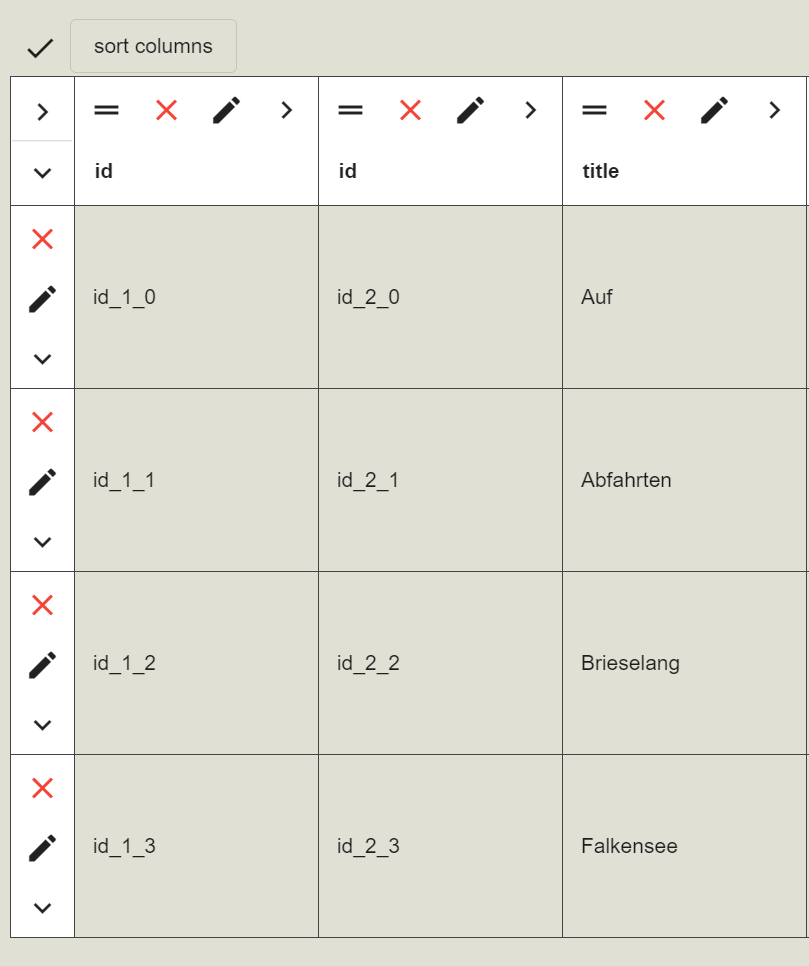 sort columns
id id title
id_1_0 id_2_0 Auf
id_1_1 id_2_1 Abfahrten
id_1_2 id_2_2 Brieselang
id_1_3 id_2_3 Falkensee